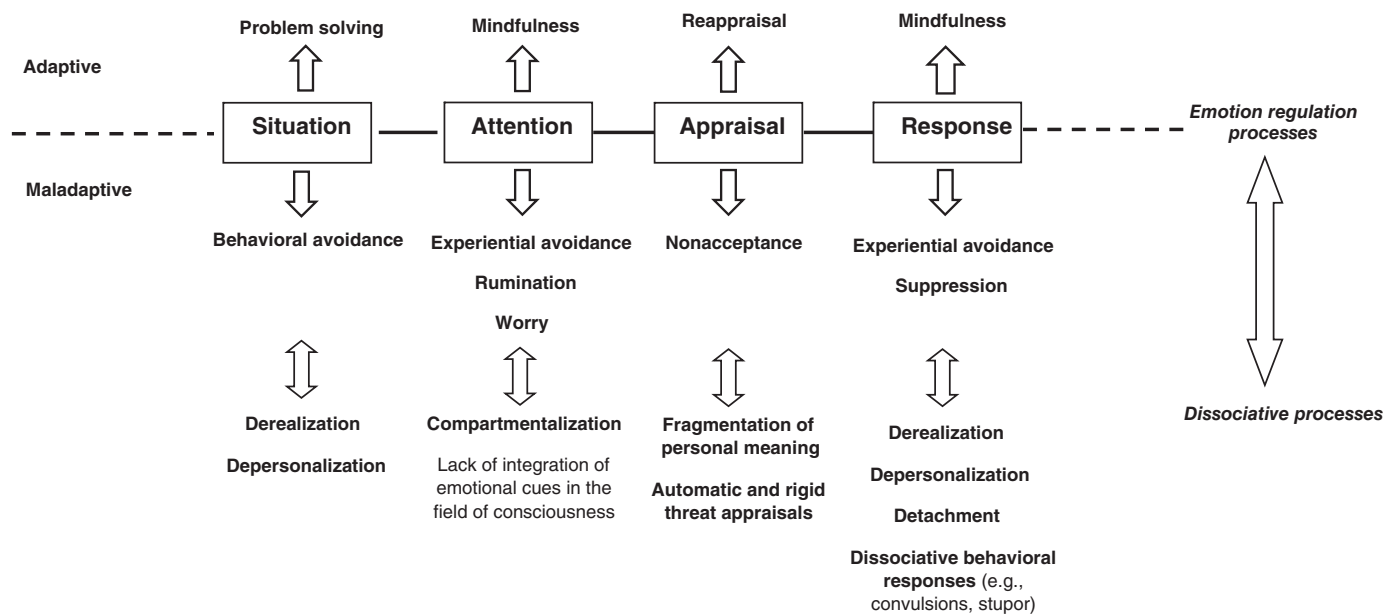 Problem solving
Mindfulness
Reappraisal
Mindfulness
Adaptive
Situation
Attention
Appraisal
Response
Emotion regulation
processes
Maladaptive
Behavioral avoidance
Experiential avoidance
Rumination
Worry
Nonacceptance
Experiential avoidance
Suppression
Derealization
Depersonalization
Compartmentalization
Lack of integration of
emotional cues in the
field of consciousness
Fragmentation of
personal meaning
Automatic and rigid
threat appraisals
Derealization
Depersonalization
Detachment
Dissociative behavioral
responses (e.g.,
convulsions, stupor)
Dissociative processes